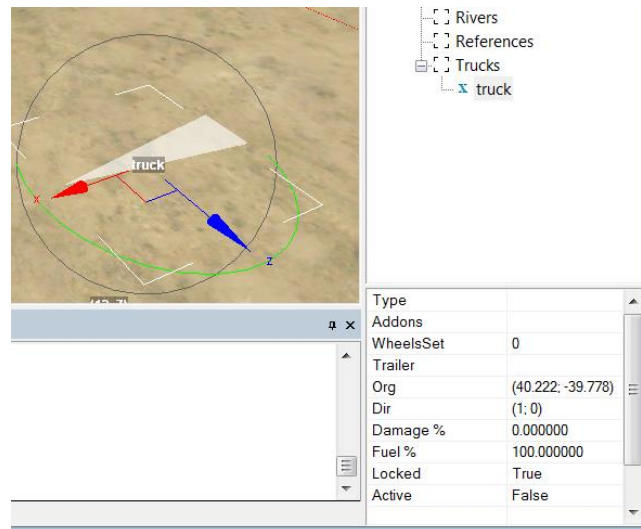 Rivers
References
Trucks
x truck
truck
x
z
Type
Addons
WheelsSet 0
Trailer
Org (40.222; -39.778)
Dir (1; 0)
Damage % 0.000000
Fuel % 100.000000
Locked True
Active False